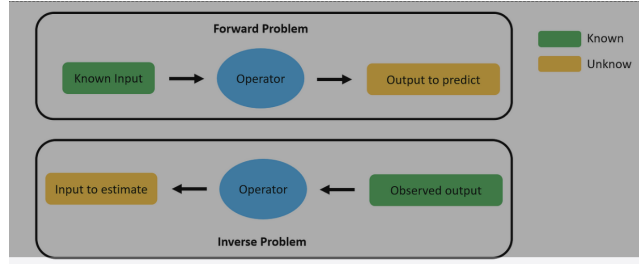 Forward Problem
Known Input
Operator
Output to predict
Known
Unknow
Input to estimate
Operator
Observed output
Inverse Problem